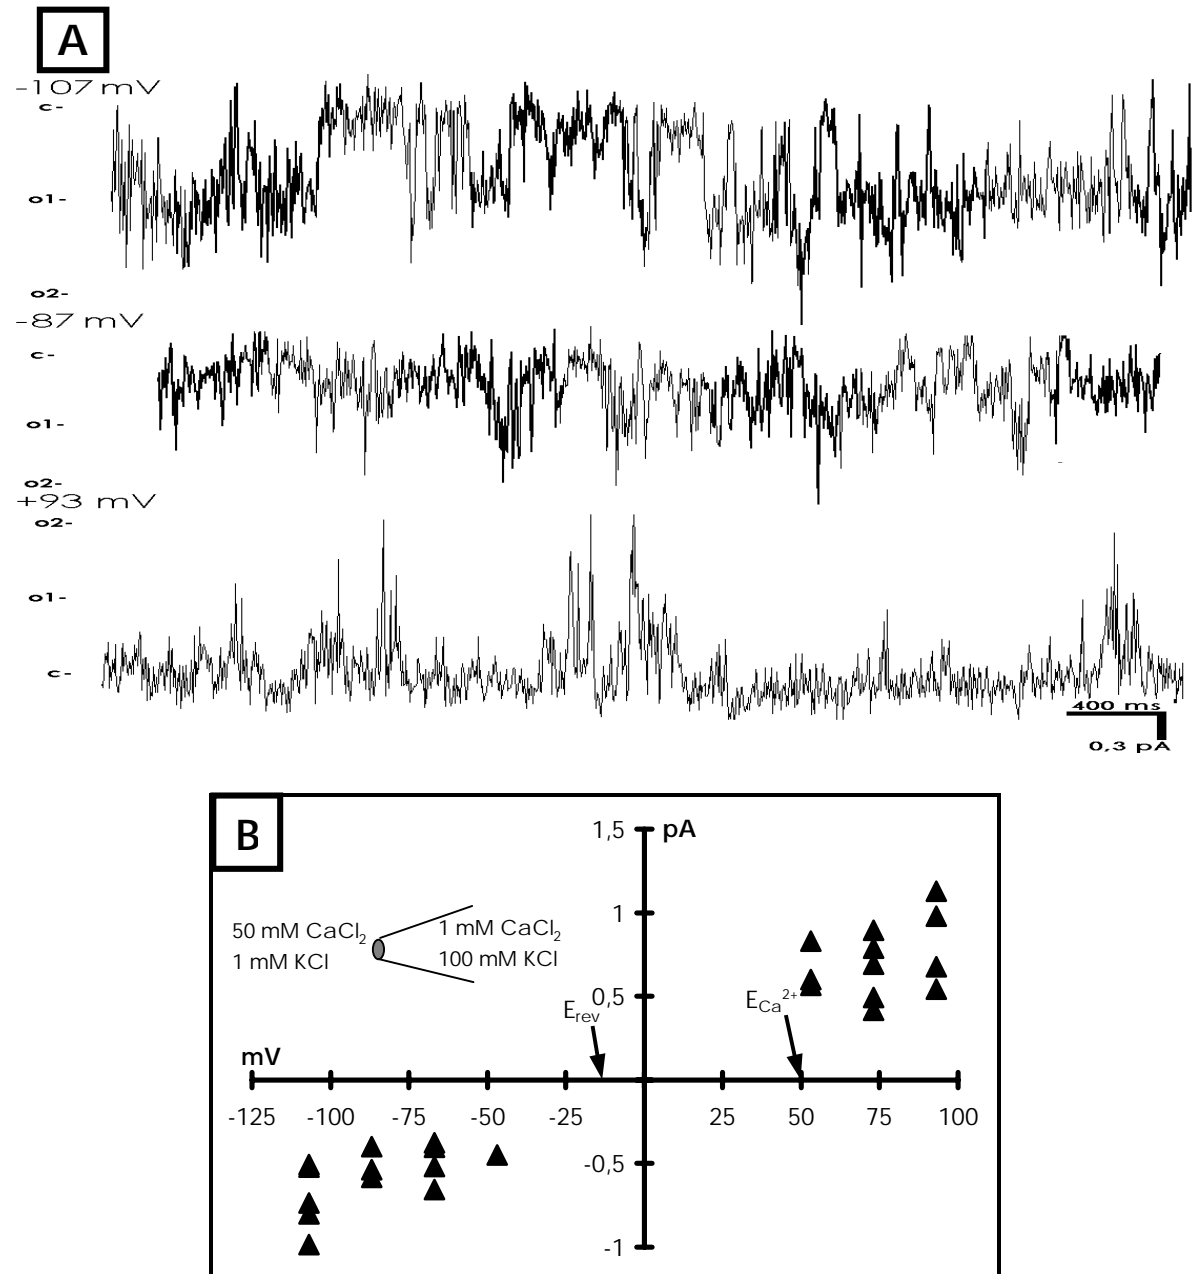 A
-107 mV
c-
o1-
o2-
-87 mV
c-
o1-
o2-
+93 mV
o2-
o1-
c-
400 ms
0,3 pA
B
1,5 pA
50 mM CaCl2 1 mM CaCl2
1 mM KCl 100 mM KCl
1
0,5
Erev
ECa2+
mV
-125 -100 -75 -50 -25 25 50 75 100
-0,5
-1